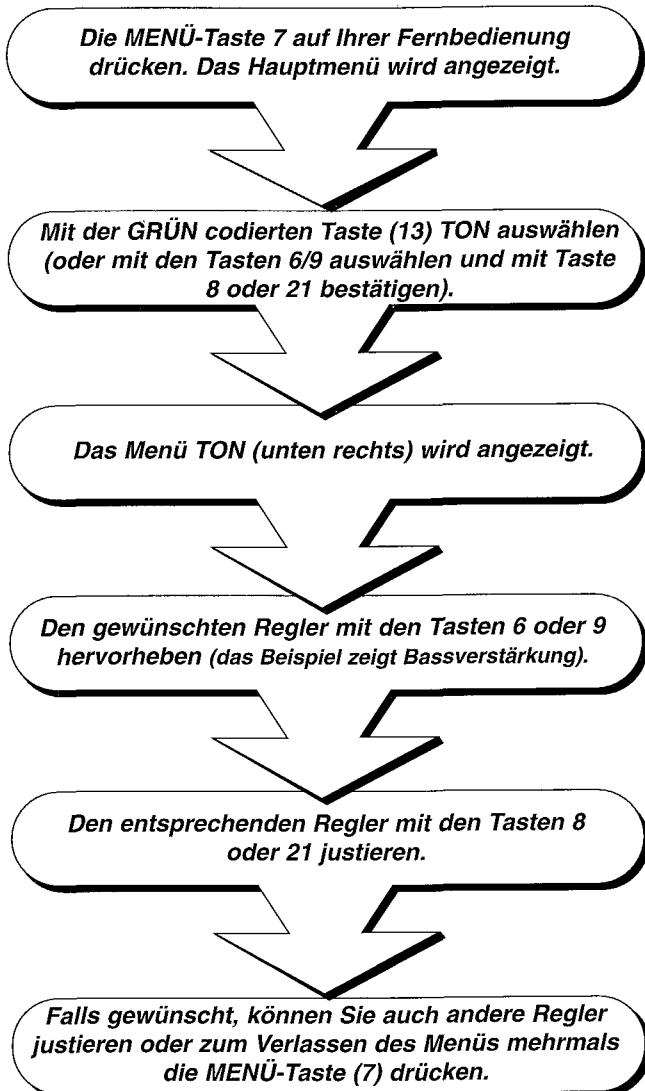 Die MENÜ-Taste 7 auf Ihrer Fernbedienung
drücken. Das Hauptmenü wird angezeigt.
Mit der GRÜN codierten Taste (13) TON auswählen
(oder mit den Tasten 6/9 auswählen und mit Taste
8 oder 21 bestätigen).
Das Menü TON (unten rechts) wird angezeigt.
Den gewünschten Regler mit den Tasten 6 oder 9
hervorheben (das Beispiel zeigt Bassverstärkung).
Den entsprechenden Regler mit den Tasten 8
oder 21 justieren.
Falls gewünscht, können Sie auch andere Regler
justieren oder zum Verlassen des Menüs mehrmals
die MENÜ-Taste (7) drücken.